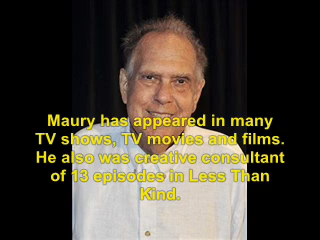 Maury has appeared in many
TV shows, TV movies and films.
He also was creative consultant
of 13 episodes in Less Than
Kind.